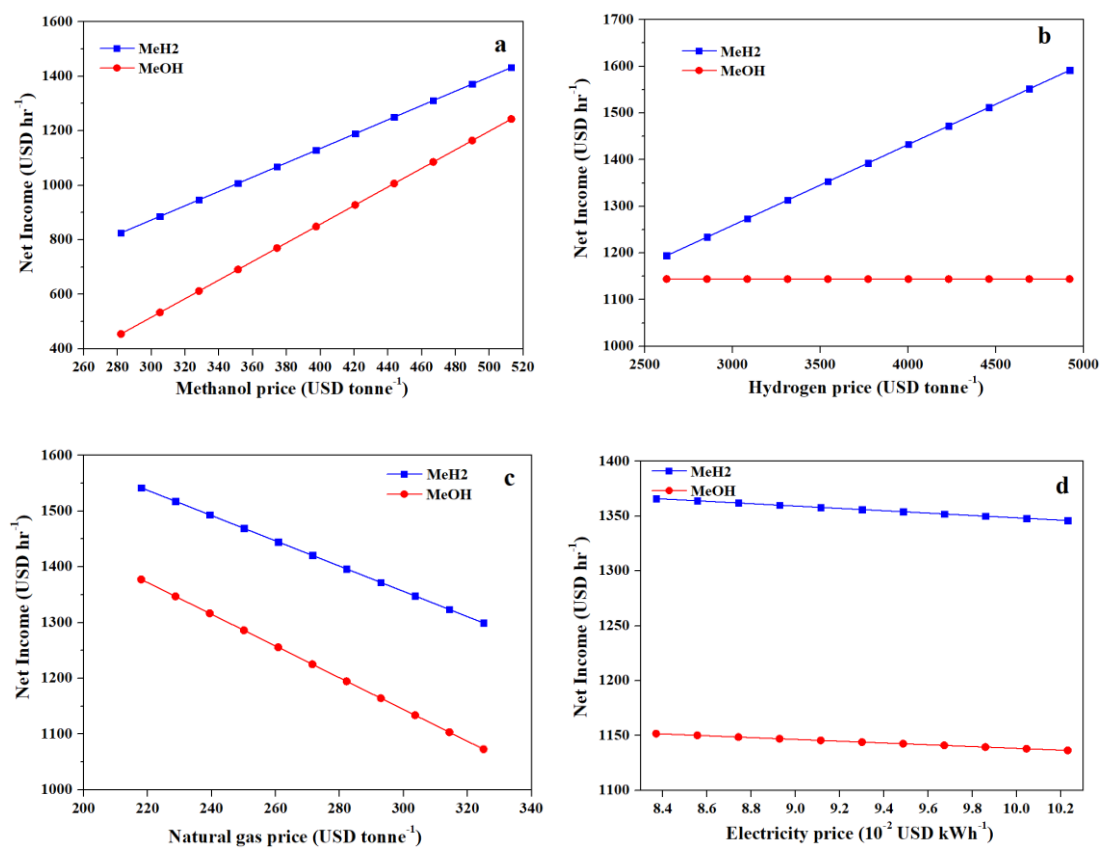 a
MeH2
MeOH
Net Income (USD hr⁻¹)
1600
1400
1200
1000
800
600
400
260 280 300 320 340 360 380 400 420 440 460 480 500 520
Methanol price (USD tonne⁻¹)
b
MeH2
MeOH
Net Income (USD hr⁻¹)
1700
1600
1500
1400
1300
1200
1100
1000
2500 3000 3500 4000 4500 5000
Hydrogen price (USD tonne⁻¹)
c
MeH2
MeOH
Net Income (USD hr⁻¹)
1600
1500
1400
1300
1200
1100
1000
200 220 240 260 280 300 320 340
Natural gas price (USD tonne⁻¹)
d
MeH2
MeOH
Net Income (USD hr⁻¹)
1400
1350
1300
1250
1200
1150
1100
8.4 8.6 8.8 9.0 9.2 9.4 9.6 9.8 10.0 10.2
Electricity price (10⁻² USD kWh⁻¹)